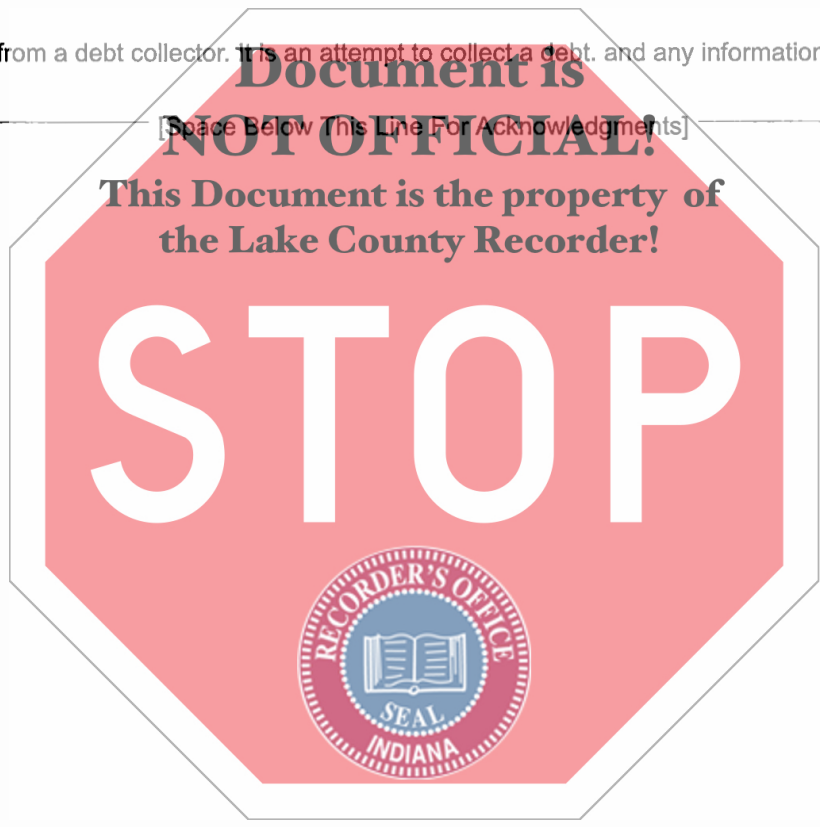 from a debt collector. It is an attempt to collect a debt. and any information
Document is
[Space Below This Line For Acknowledgments]
NOT OFFICIAL!
This Document is the property of
the Lake County Recorder!
STOP
RECORDER'S OFFICE
SEAL
INDIANA